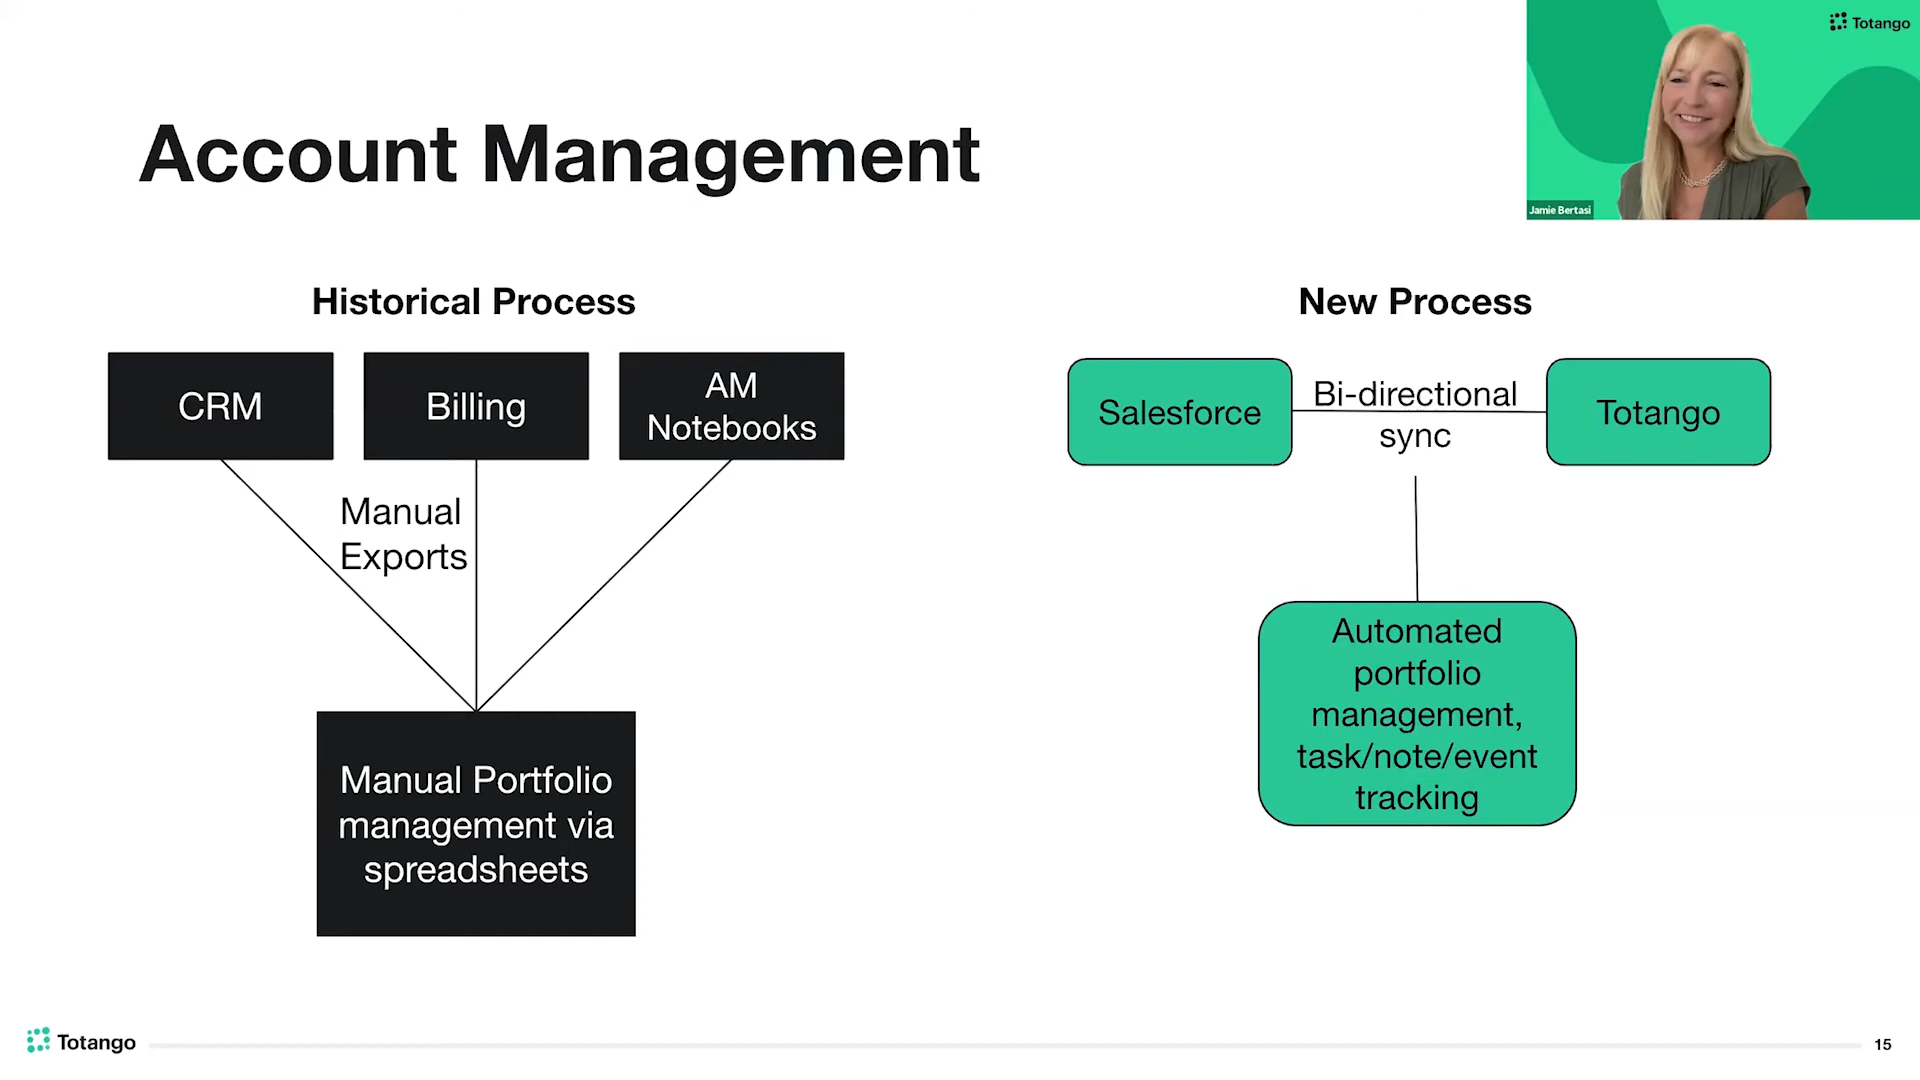 Totango
Jamie Bertasi
Account Management
Historical Process
CRM
Billing
AM
Notebooks
Manual
Exports
Manual Portfolio
management via
spreadsheets
New Process
Salesforce
Bi-directional
sync
Totango
Automated
portfolio
management,
task/note/event
tracking
Totango
15